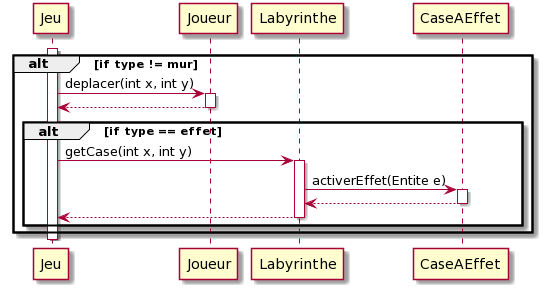 Jeu Joueur Labyrinthe CaseAEffet
alt [if type != mur]
deplacer(int x, int y)
alt [if type == effet]
getCase(int x, int y)
activerEffet(Entite e)
Jeu Joueur Labyrinthe CaseAEffet